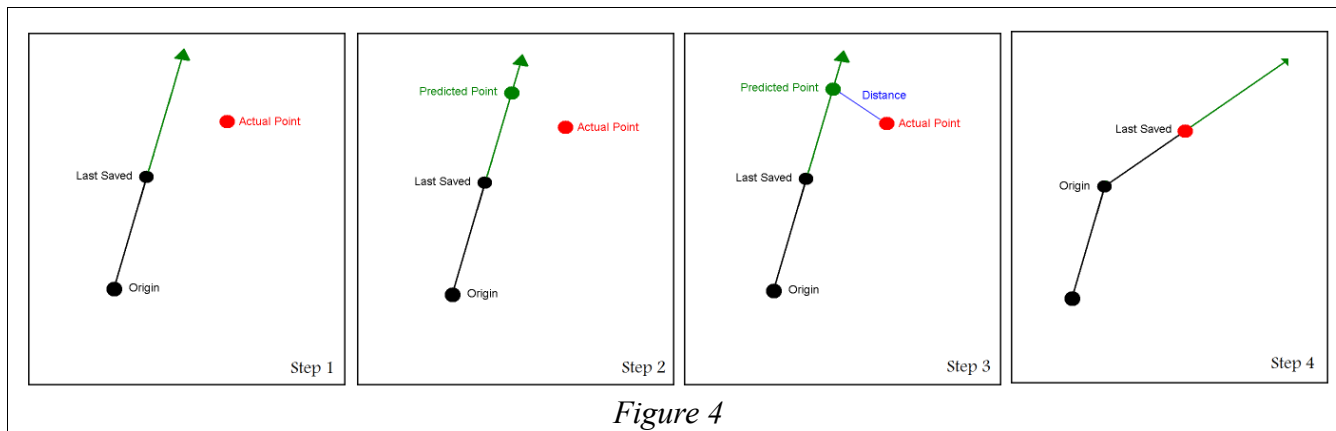 Actual Point
Last Saved
Origin
Step 1
Predicted Point
Actual Point
Last Saved
Origin
Step 2
Predicted Point
Distance
Actual Point
Last Saved
Origin
Step 3
Last Saved
Origin
Step 4
Figure 4